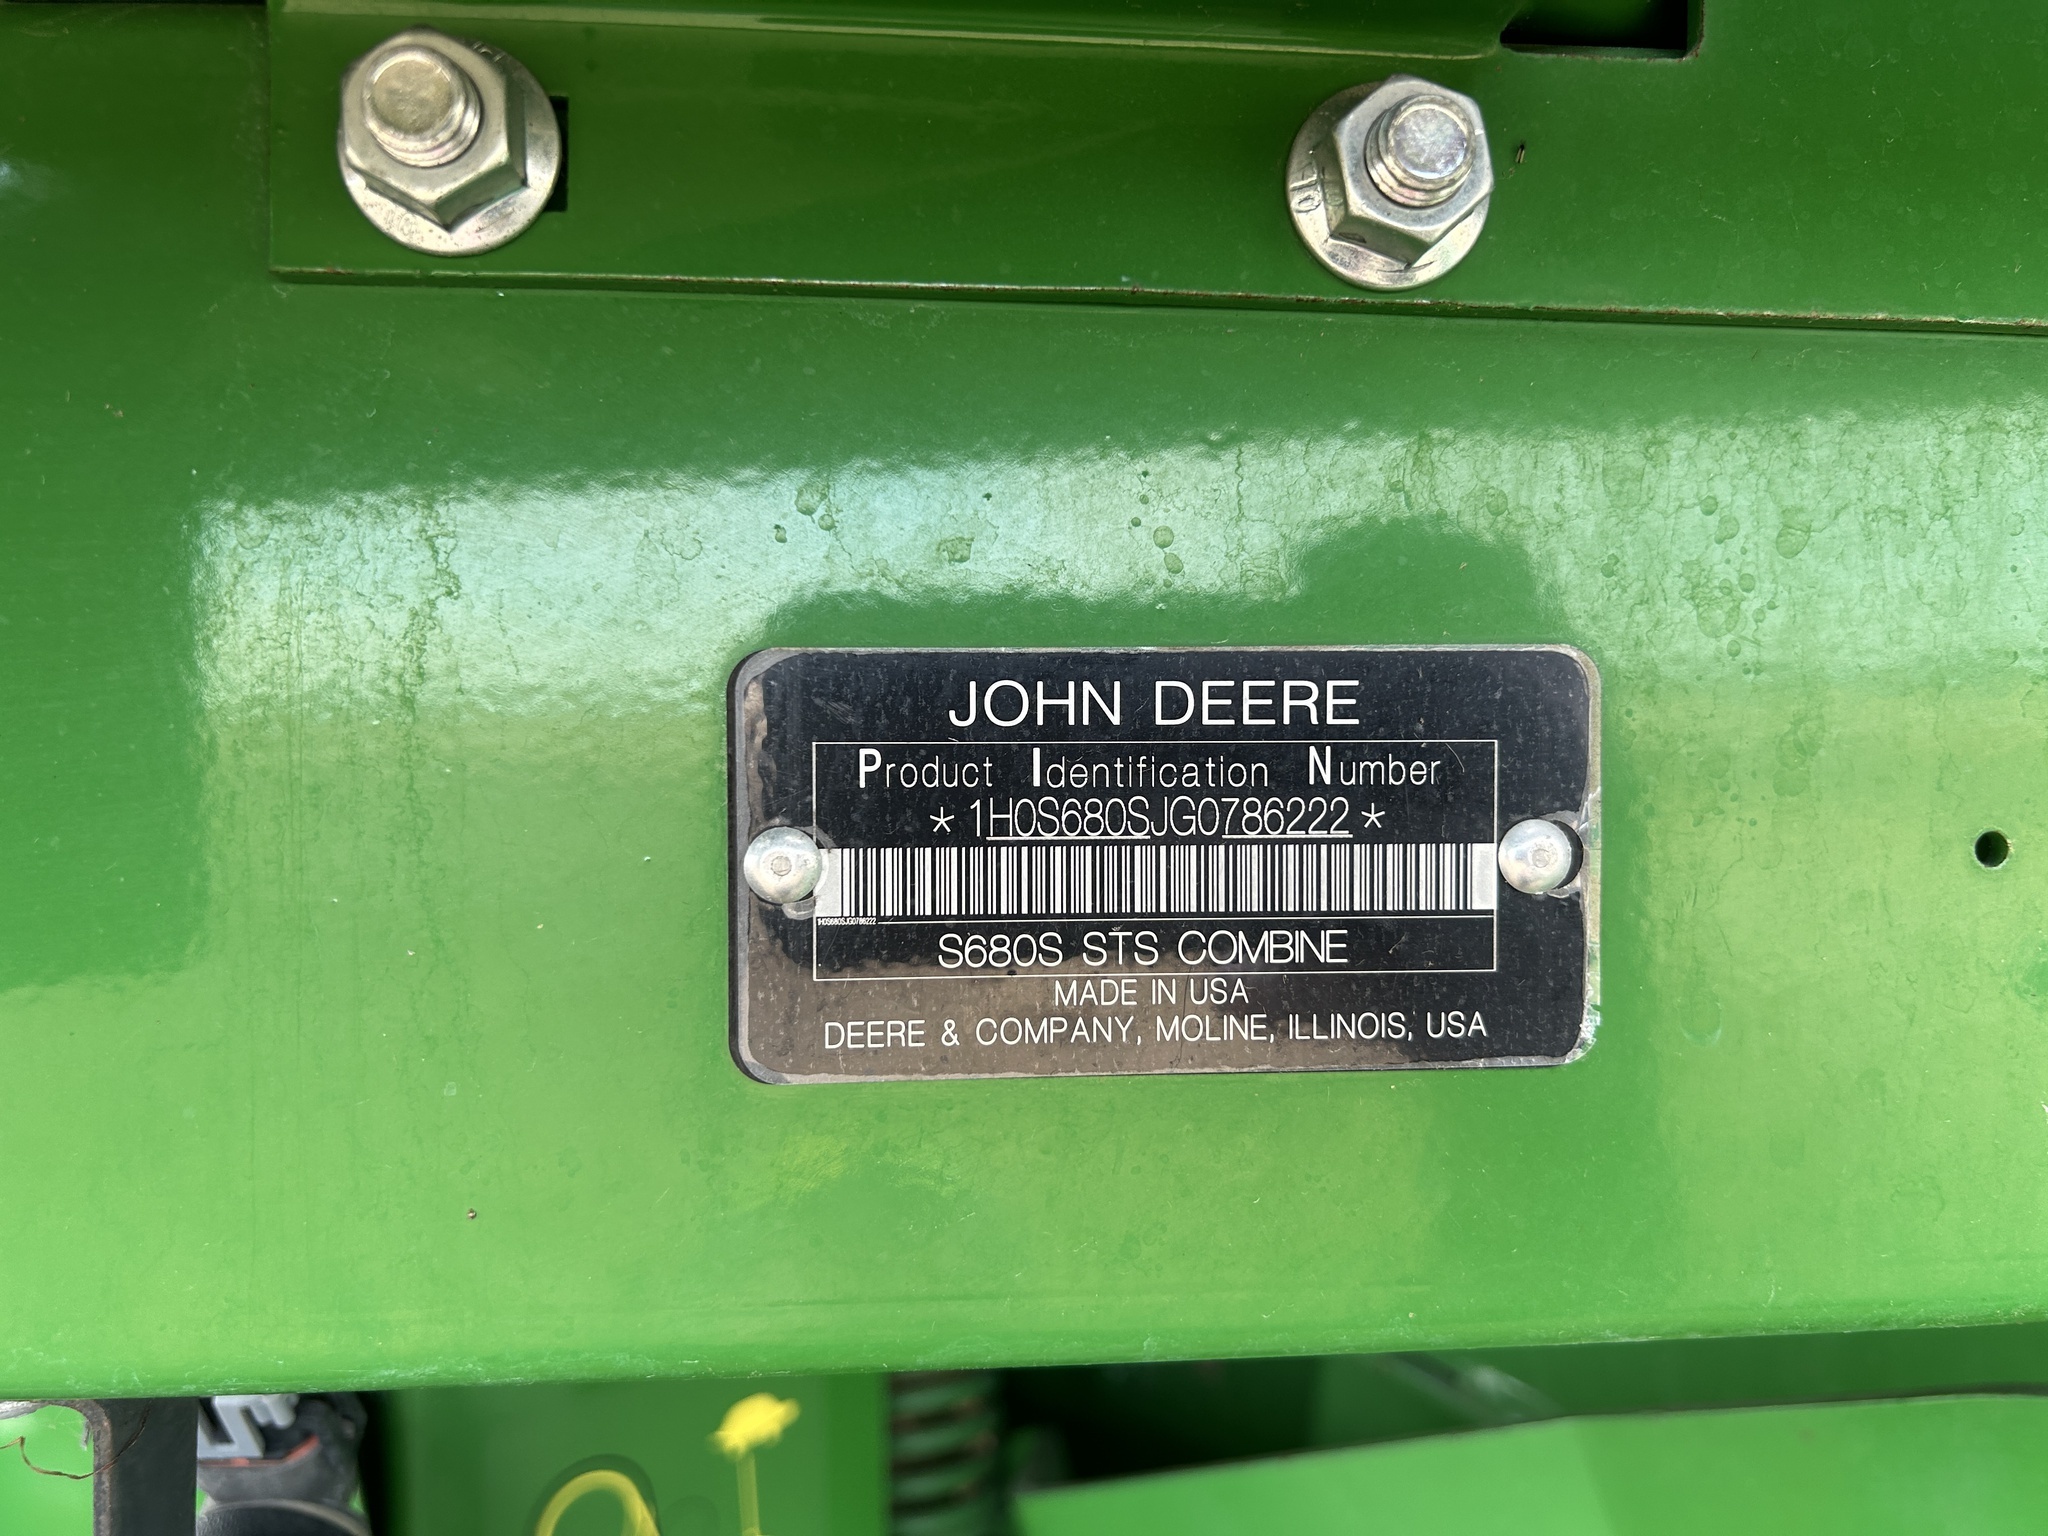 JOHN DEERE
Product Identification Number
*1H0S680SJG0786222*
1H0S680SJG0786222
S680S STS COMBINE
MADE IN USA
DEERE & COMPANY, MOLINE, ILLINOIS, USA